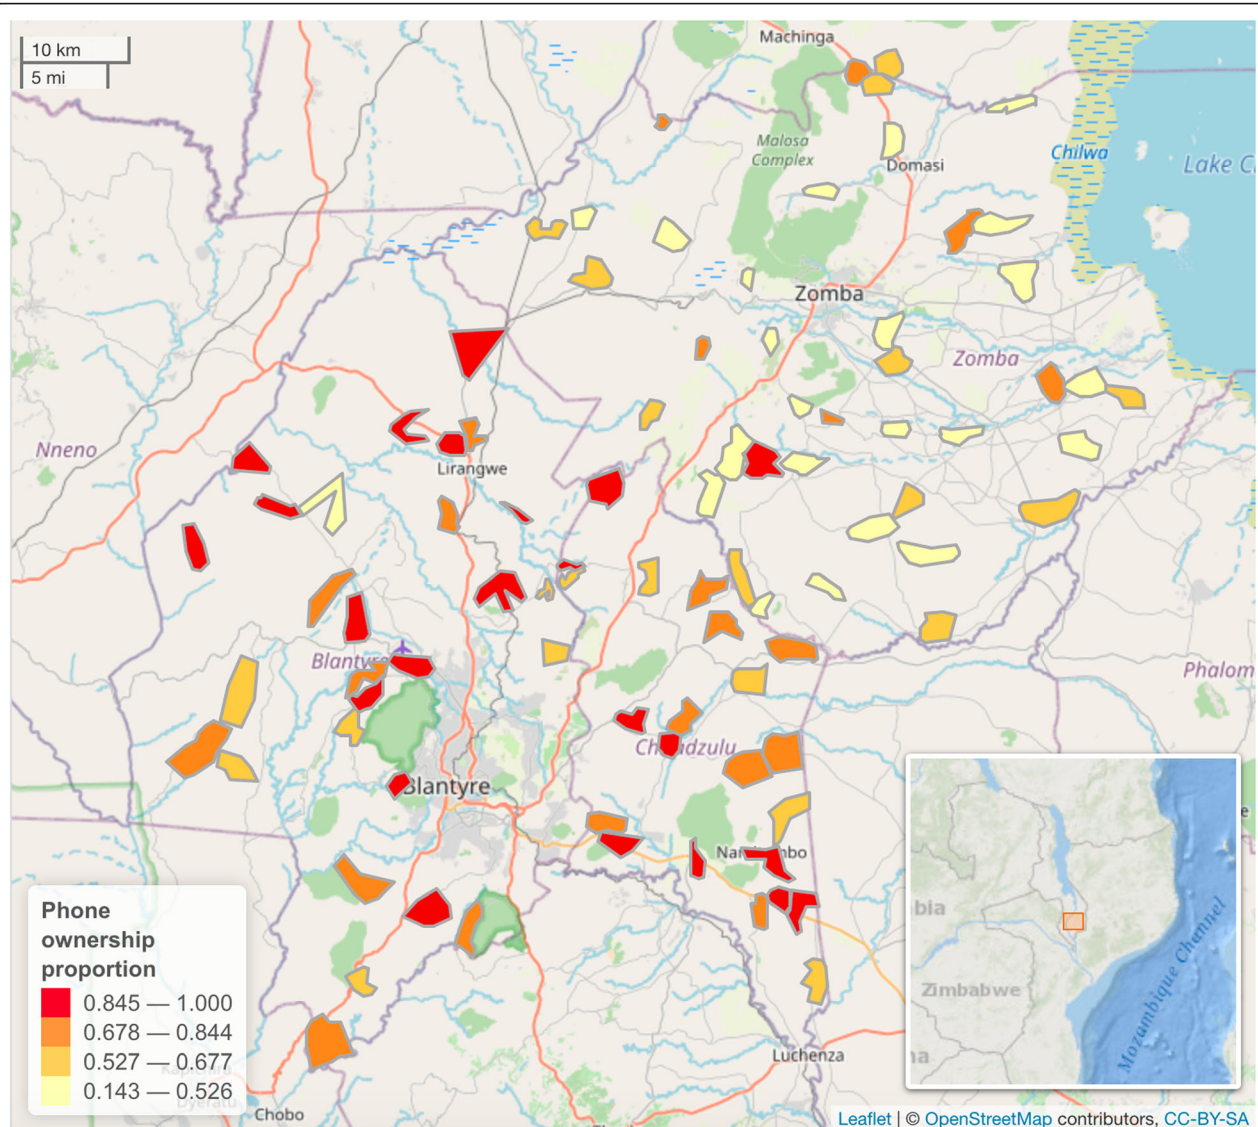 10 km
5 mi
Machinga
Malosa
Complex
Domasi
Chilwa
Lake C
Zomba
Zomba
Nneno
Lirangwe
Blantyre
Phalom
Blantyre
Luchenza
Chobo
Phone
ownership
proportion
0.845 — 1.000
0.678 — 0.844
0.527 — 0.677
0.143 — 0.526
bia
Zimbabwe
Mozambique Channel
Leaflet | © OpenStreetMap contributors, CC-BY-SA